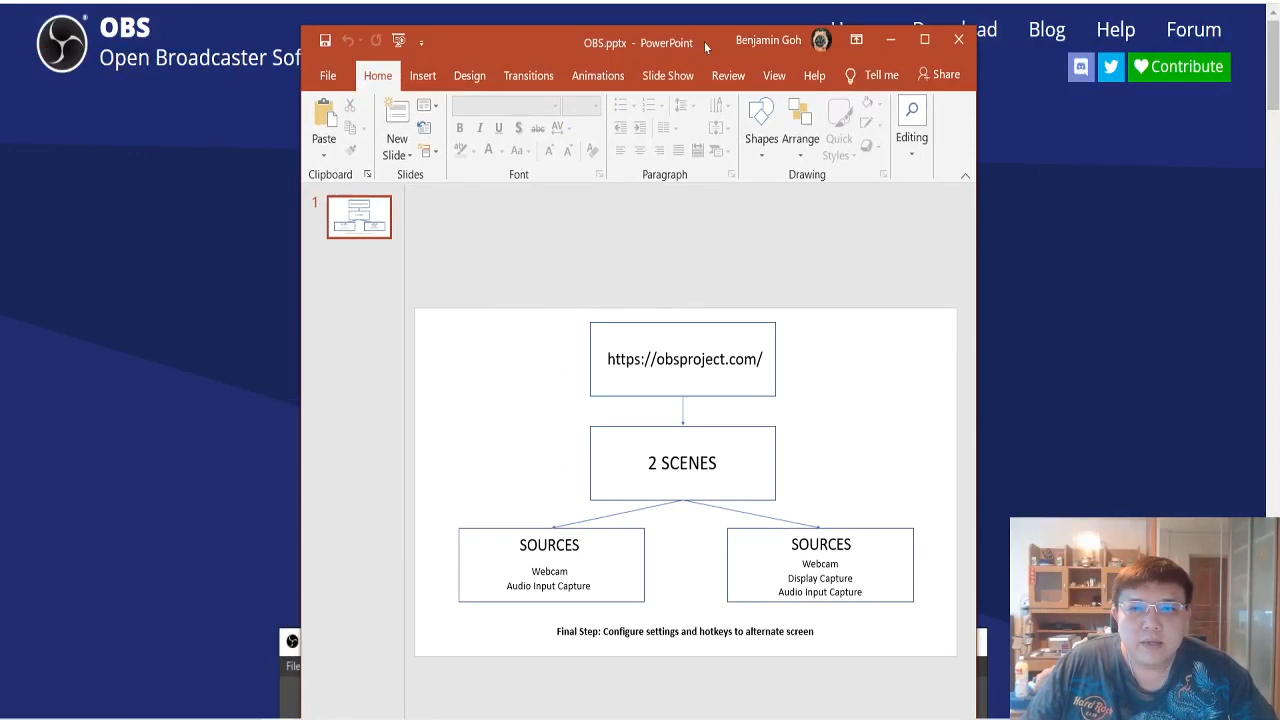 OBS
Open Broadcaster Sof
Blog
Help
Forum
Contribute
OBS.pptx - PowerPoint
Benjamin Goh
File
Home
Insert
Design
Transitions
Animations
Slide Show
Review
View
Help
Tell me
Share
Paste
New
Slide
Shapes
Arrange
Quick
Styles
Editing
Clipboard
Slides
Font
Paragraph
Drawing
1
https://obsproject.com/
2 SCENES
SOURCES
Webcam
Audio Input Capture
SOURCES
Webcam
Display Capture
Audio Input Capture
Final Step: Configure settings and hotkeys to alternate screen
File